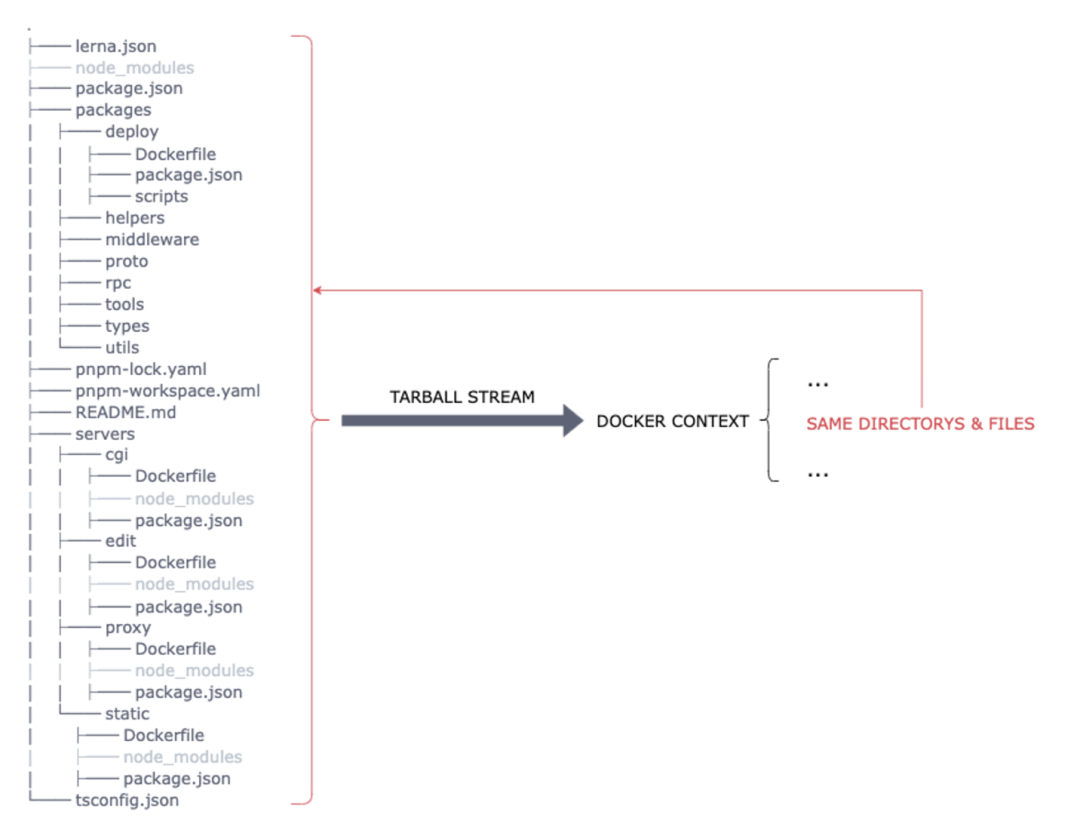 .
lerna.json
node_modules
package.json
packages
deploy
Dockerfile
package.json
scripts
helpers
middleware
proto
rpc
tools
types
utils
pnpm-lock.yaml
pnpm-workspace.yaml
README.md
servers
cgi
Dockerfile
node_modules
package.json
edit
Dockerfile
node_modules
package.json
proxy
Dockerfile
node_modules
package.json
static
Dockerfile
node_modules
package.json
tsconfig.json
TARBALL STREAM
DOCKER CONTEXT
...
SAME DIRECTORYS & FILES
...